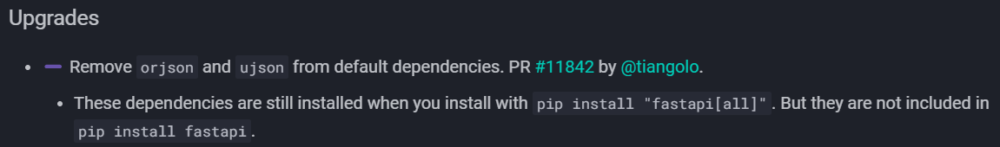 Upgrades
Remove orjson and ujson from default dependencies. PR #11842 by @tiangolo.
These dependencies are still installed when you install with pip install "fastapi[all]". But they are not included in
pip install fastapi.